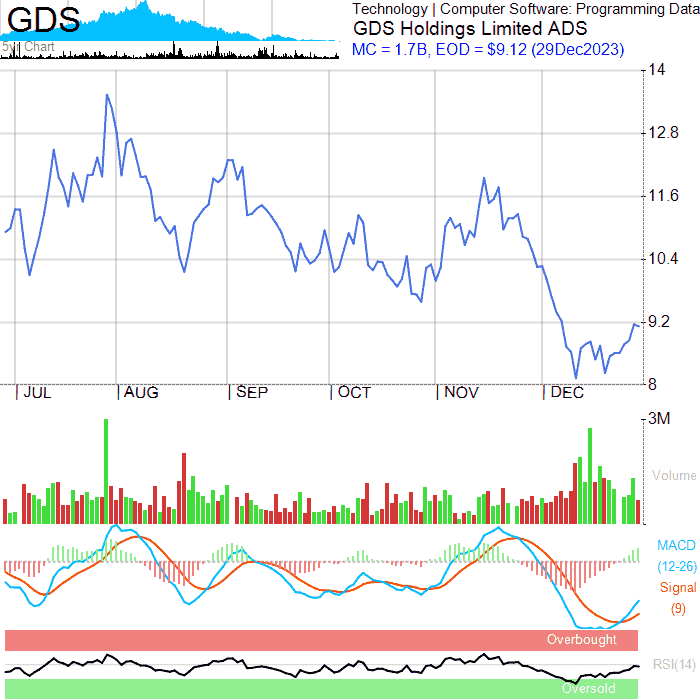 GDS
5yr Chart
Technology | Computer Software: Programming Data
GDS Holdings Limited ADS
MC = 1.7B, EOD = $9.12 (29Dec2023)
14
12.8
11.6
10.4
9.2
8
JUL AUG SEP OCT NOV DEC
3M
Volume
MACD
(12-26)
Signal
(9)
Overbought
RSI(14)
Oversold